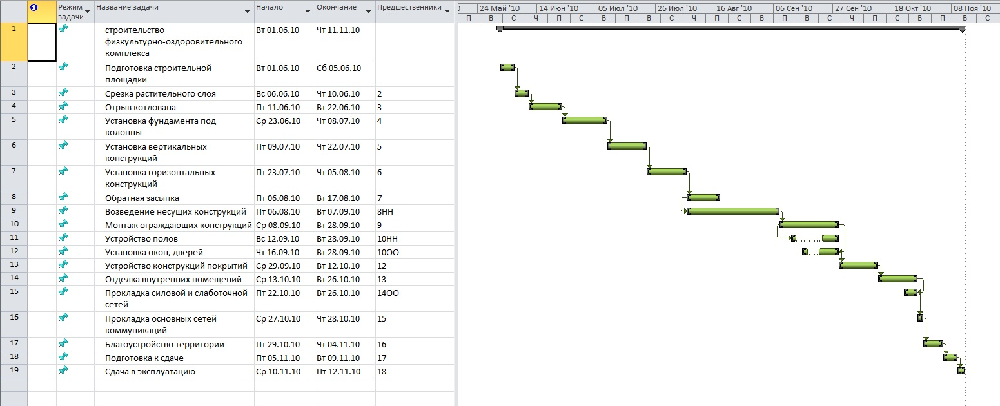 Режим задачи Название задачи Начало Окончание Предшественники
24 Май '10 14 Июн '10 05 Июл '10 26 Июл '10 16 Авг '10 06 Сен '10 27 Сен '10 18 Окт '10 08 Ноя '10
П В С Ч П С В П В С Ч П С В П В С Ч П С В П В С
1 строительство физкультурно-оздоровительного комплекса Вт 01.06.10 Чт 11.11.10
2 Подготовка строительной площадки Вт 01.06.10 Сб 05.06.10
3 Срезка растительного слоя Вс 06.06.10 Чт 10.06.10 2
4 Отрыв котлована Пт 11.06.10 Вт 22.06.10 3
5 Установка фундамента под колонны Ср 23.06.10 Чт 08.07.10 4
6 Установка вертикальных конструкций Пт 09.07.10 Чт 22.07.10 5
7 Установка горизонтальных конструкций Пт 23.07.10 Чт 05.08.10 6
8 Обратная засыпка Пт 06.08.10 Вт 17.08.10 7
9 Возведение несущих конструкций Пт 06.08.10 Вт 07.09.10 8НН
10 Монтаж ограждающих конструкций Ср 08.09.10 Вт 28.09.10 9
11 Устройство полов Вс 12.09.10 Вт 28.09.10 10НН
12 Установка окон, дверей Чт 16.09.10 Вт 28.09.10 10ОО
13 Устройство конструкций покрытий Ср 29.09.10 Вт 12.10.10 12
14 Отделка внутренних помещений Ср 13.10.10 Вт 26.10.10 13
15 Прокладка силовой и слаботочной сетей Пт 22.10.10 Вт 26.10.10 14ОО
16 Прокладка основных сетей коммуникаций Ср 27.10.10 Чт 28.10.10 15
17 Благоустройство территории Пт 29.10.10 Чт 04.11.10 16
18 Подготовка к сдаче Пт 05.11.10 Вт 09.11.10 17
19 Сдача в эксплуатацию Ср 10.11.10 Пт 12.11.10 18